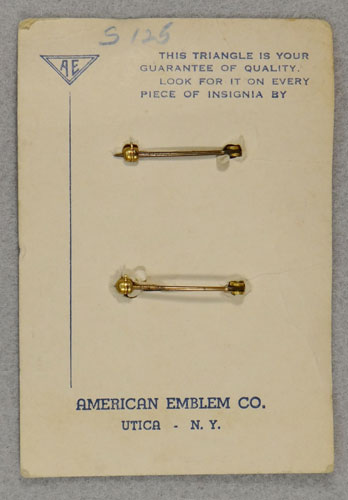 S 125
AE
THIS TRIANGLE IS YOUR
GUARANTEE OF QUALITY.
LOOK FOR IT ON EVERY
PIECE OF INSIGNIA BY
AMERICAN EMBLEM CO.
UTICA - N.Y.